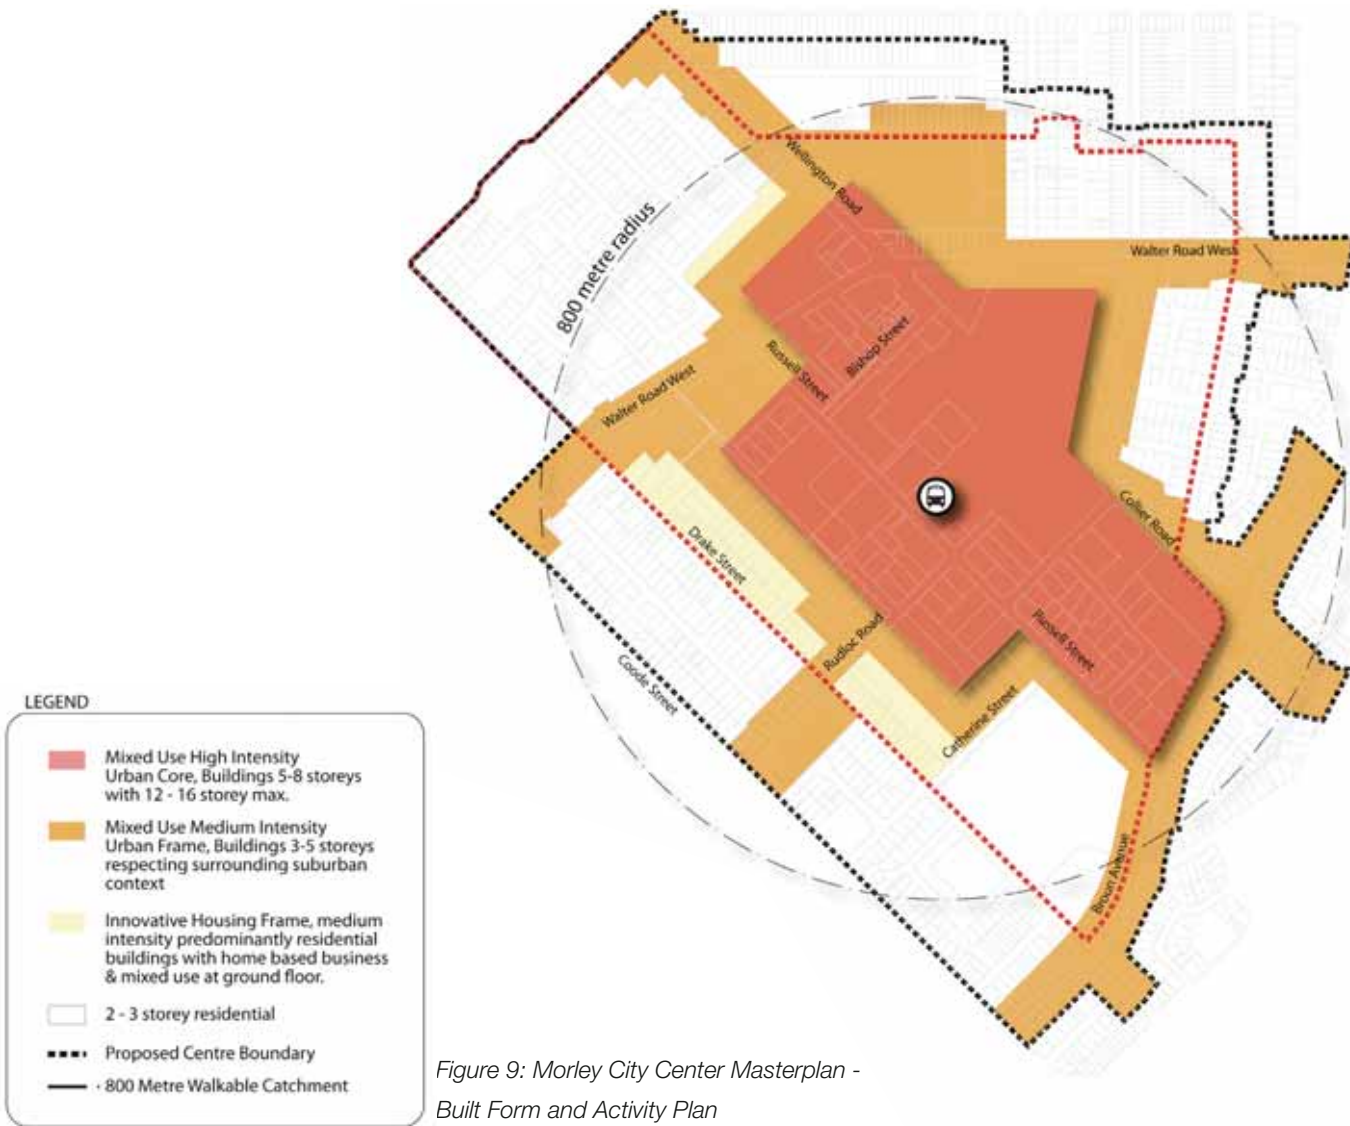 Wellington Road
Walter Road West
800 metre radius
Bishop Street
Russell Street
Walter Road West
Collier Road
Drake Street
Russell Street
Rudloc Road
Coode Street
Catherine Street
Broun Avenue
LEGEND
Mixed Use High Intensity
Urban Core, Buildings 5-8 storeys
with 12 - 16 storey max.
Mixed Use Medium Intensity
Urban Frame, Buildings 3-5 storeys
respecting surrounding suburban
context
Innovative Housing Frame, medium
intensity predominantly residential
buildings with home based business
& mixed use at ground floor.
2 - 3 storey residential
Proposed Centre Boundary
800 Metre Walkable Catchment
Figure 9: Morley City Center Masterplan -
Built Form and Activity Plan